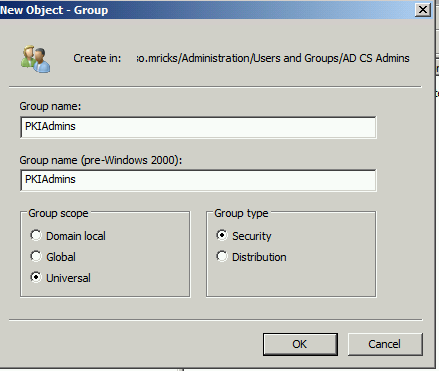 New Object - Group
Create in: so.mricks/Administration/Users and Groups/AD CS Admins
Group name:
PKIAdmins
Group name (pre-Windows 2000):
PKIAdmins
Group scope
Domain local
Global
Universal
Group type
Security
Distribution
OK
Cancel